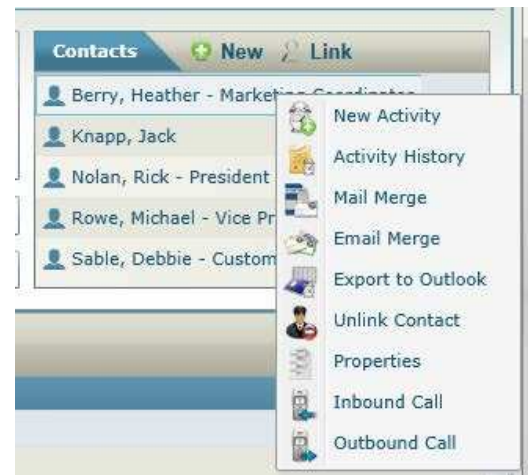 Contacts New Link
Berry, Heather - Marketing Coordinator
Knapp, Jack
Nolan, Rick - President
Rowe, Michael - Vice Pr
Sable, Debbie - Custom
New Activity
Activity History
Mail Merge
Email Merge
Export to Outlook
Unlink Contact
Properties
Inbound Call
Outbound Call